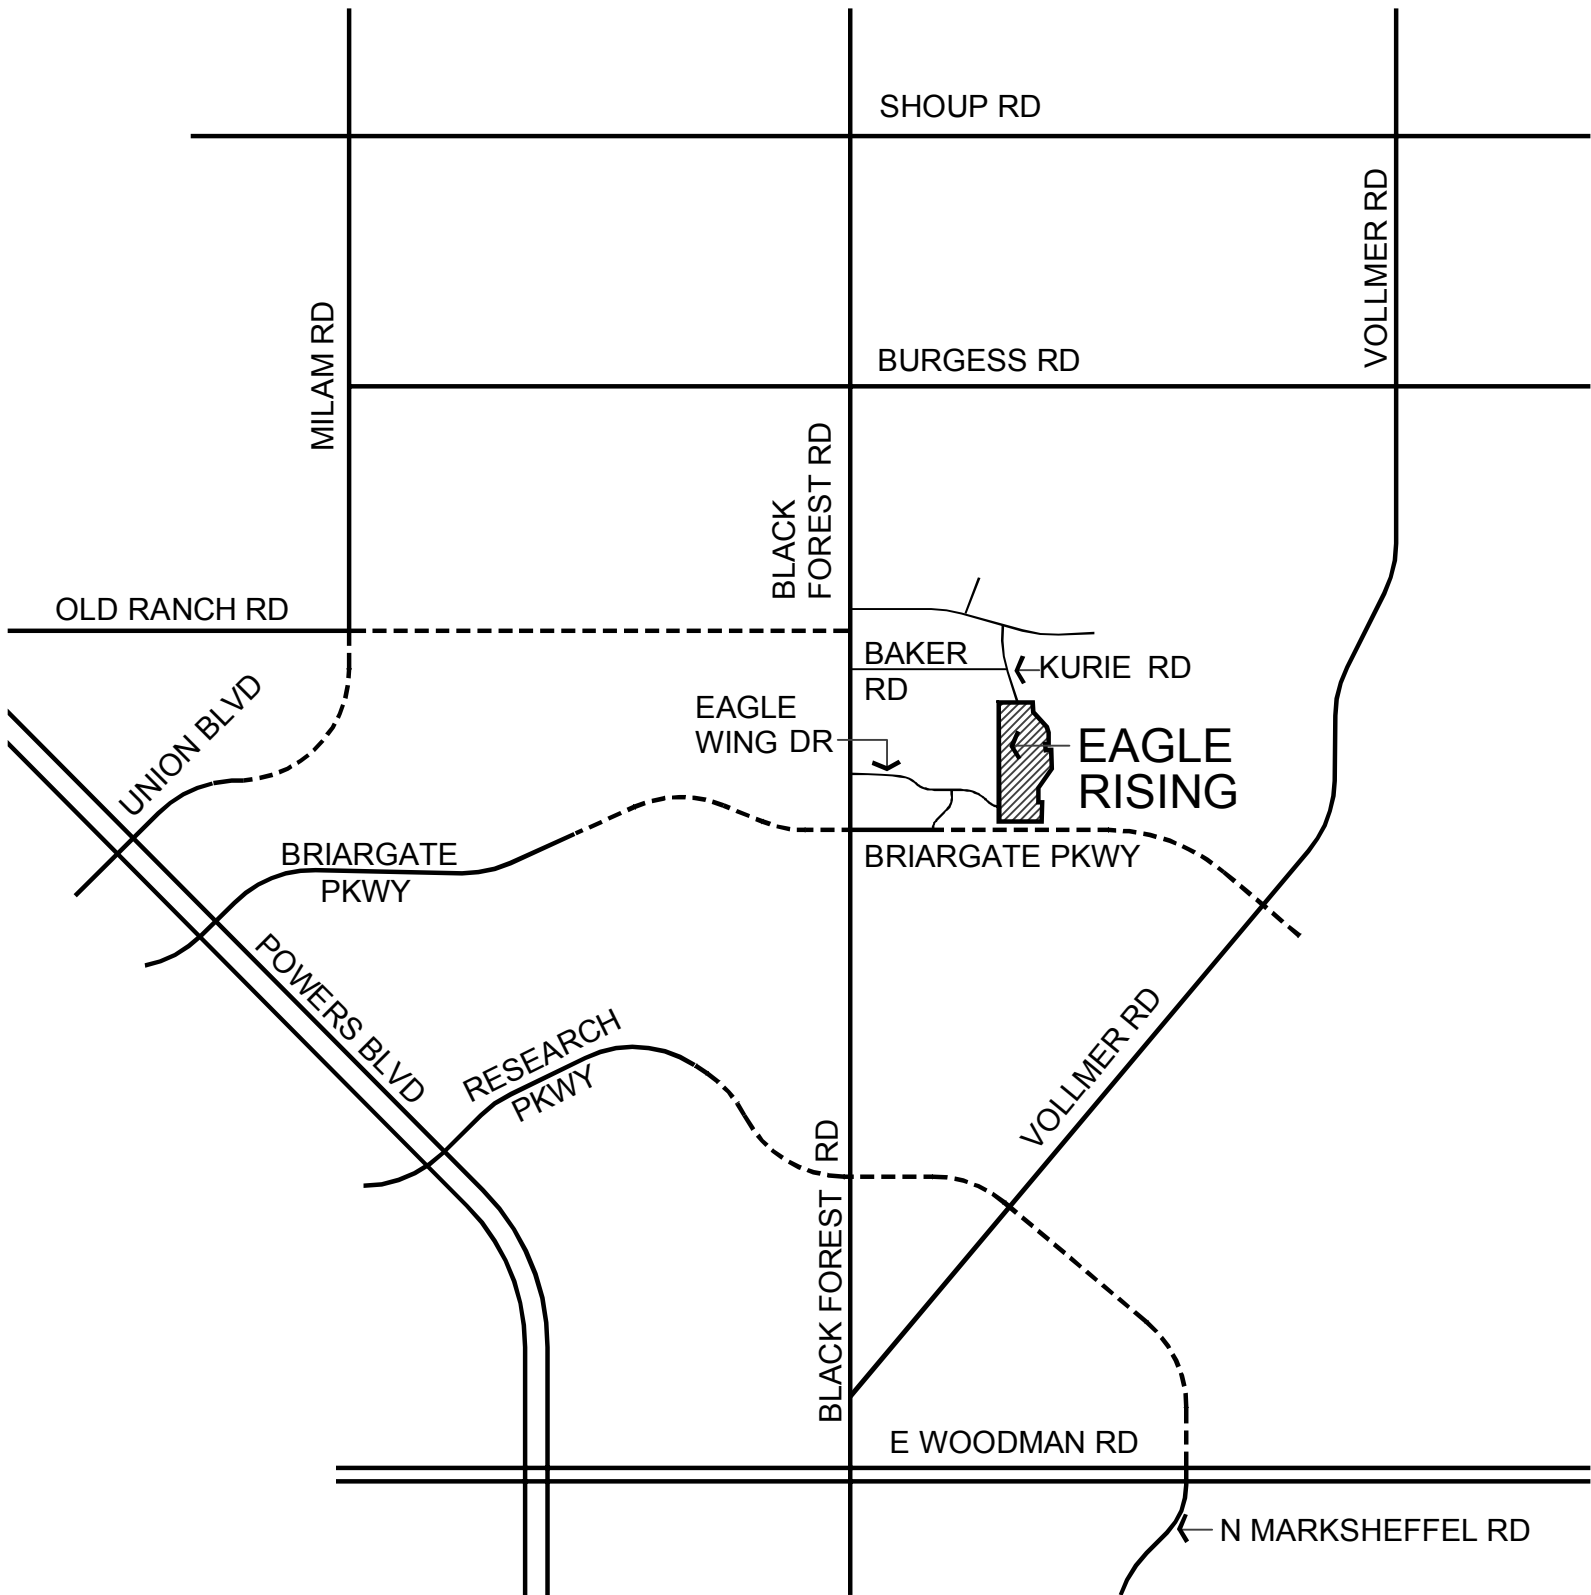 SHOUP RD
VOLLMER RD
MILAM RD
BURGESS RD
BLACK
FOREST RD
OLD RANCH RD
BAKER
RD
KURIE RD
UNION BLVD
EAGLE
WING DR
EAGLE
RISING
BRIARGATE
PKWY
BRIARGATE PKWY
POWERS BLVD
RESEARCH
PKWY
VOLLMER RD
BLACK FOREST RD
E WOODMAN RD
N MARKSHEFFEL RD